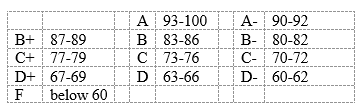 A 93-100 A- 90-92
B+ 87-89 B 83-86 B- 80-82
C+ 77-79 C 73-76 C- 70-72
D+ 67-69 D 63-66 D- 60-62
F below 60